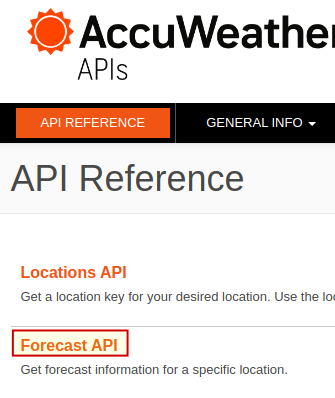 AccuWeather
APIs
API REFERENCE
GENERAL INFO
API Reference
Locations API
Get a location key for your desired location. Use the
Forecast API
Get forecast information for a specific location.